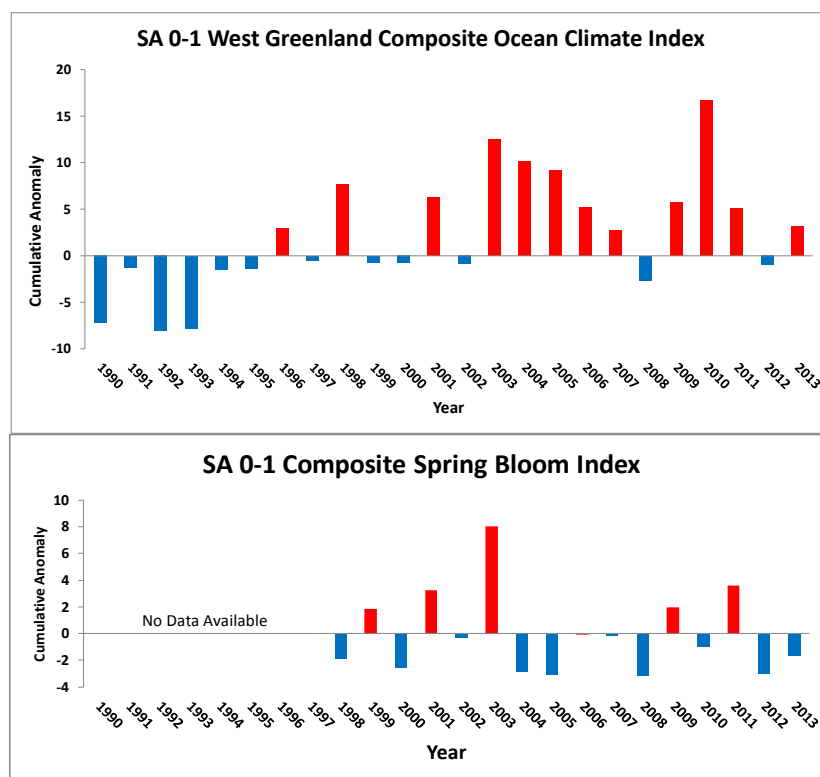 SA 0-1 West Greenland Composite Ocean Climate Index
20
15
10
5
0
-5
-10
Cumulative Anomaly
1990 1991 1992 1993 1994 1995 1996 1997 1998 1999 2000 2001 2002 2003 2004 2005 2006 2007 2008 2009 2010 2011 2012 2013
Year
SA 0-1 Composite Spring Bloom Index
10
8
6
4
2
0
-2
-4
Cumulative Anomaly
No Data Available
1990 1991 1992 1993 1994 1995 1996 1997 1998 1999 2000 2001 2002 2003 2004 2005 2006 2007 2008 2009 2010 2011 2012 2013
Year